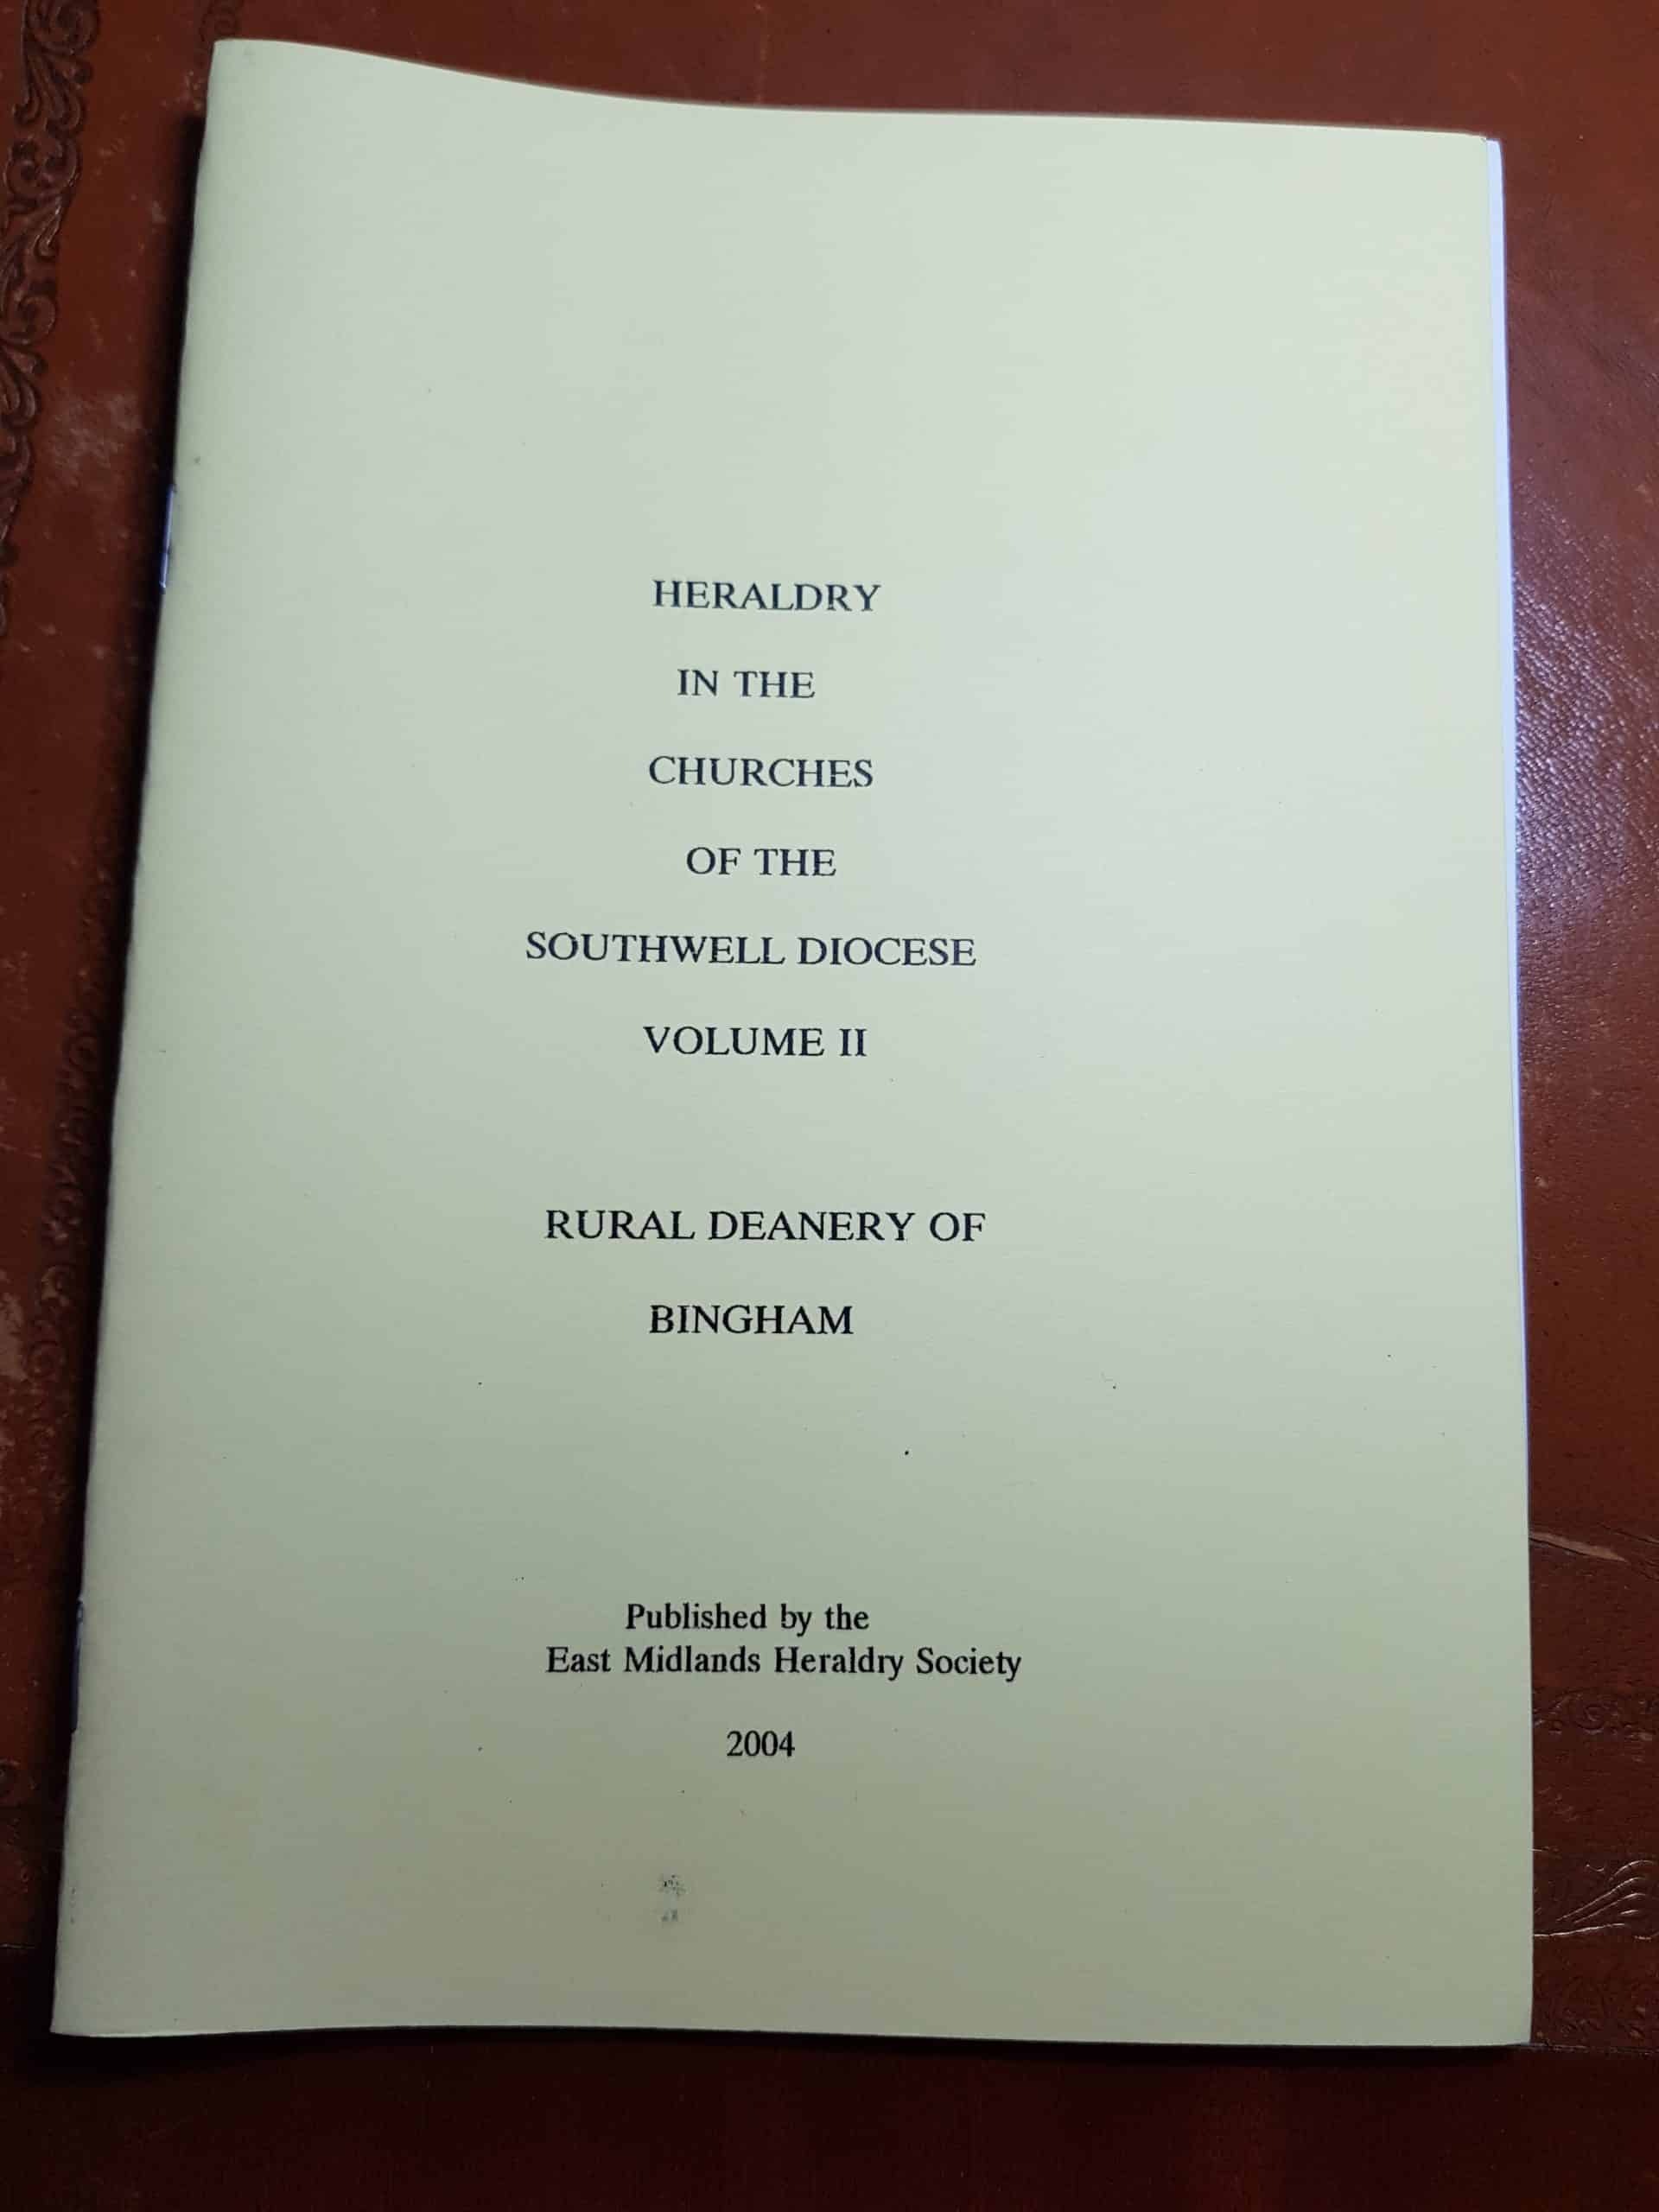 HERALDRY
IN THE
CHURCHES
OF THE
SOUTHWELL DIOCESE
VOLUME II
RURAL DEANERY OF
BINGHAM
Published by the
East Midlands Heraldry Society
2004